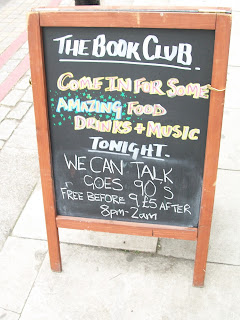 THE BOOK CLUB.
COME IN FOR SOME
AMAZING FOOD
DRINKS + MUSIC
TONIGHT.
WE CAN TALK
GOES 90'S
FREE BEFORE 9 £5 AFTER
8pm-2am